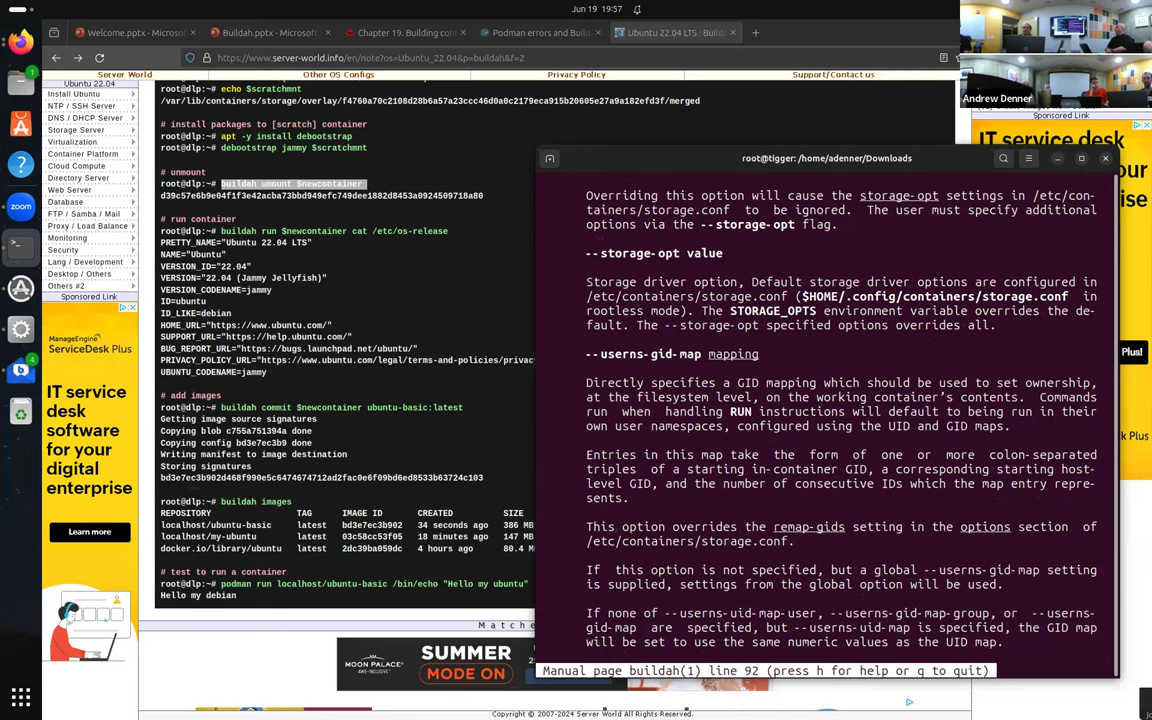 Jun 19 19:57
Welcome.pptx - Microsoft
Buildah.pptx - Microsoft
Chapter 19. Building con
Podman errors and Build
Ubuntu 22.04 LTS : Build
https://www.server-world.info/en/note?os=Ubuntu_22.04&p=buildah&f=2
Andrew Denner
Server World
Other OS Configs
Privacy Policy
Support/Contact us
Ubuntu 22.04
Install Ubuntu
NTP / SSH Server
DNS / DHCP Server
Storage Server
Virtualization
Container Platform
Cloud Compute
Directory Server
Web Server
Database
FTP / Samba / Mail
Proxy / Load Balance
Monitoring
Security
Lang / Development
Desktop / Others
Others #2
Sponsored Link
ManageEngine
ServiceDesk Plus
IT service
desk
software
for your
digital
enterprise
Learn more
root@dlp:~# echo $scratchmnt
/var/lib/containers/storage/overlay/f4760a70c2108d28b6a57a23ccc46d0a0c2179eca915b20605e27a9a182efd3f/merged
# install packages to [scratch] container
root@dlp:~# apt -y install debootstrap
root@dlp:~# debootstrap jammy $scratchmnt
# unmount
root@dlp:~# buildah umount $newcontainer
d39c57e6b9e04f1f3e42acba73bbd949efc749dee1882d8453a0924509718a80
# run container
root@dlp:~# buildah run $newcontainer cat /etc/os-release
PRETTY_NAME="Ubuntu 22.04 LTS"
NAME="Ubuntu"
VERSION_ID="22.04"
VERSION="22.04 (Jammy Jellyfish)"
VERSION_CODENAME=jammy
ID=ubuntu
ID_LIKE=debian
HOME_URL="https://www.ubuntu.com/"
SUPPORT_URL="https://help.ubuntu.com/"
BUG_REPORT_URL="https://bugs.launchpad.net/ubuntu/"
PRIVACY_POLICY_URL="https://www.ubuntu.com/legal/terms-and-policies/privac
UBUNTU_CODENAME=jammy
# add images
root@dlp:~# buildah commit $newcontainer ubuntu-basic:latest
Getting image source signatures
Copying blob c755a751394a done
Copying config bd3e7ec3b9 done
Writing manifest to image destination
Storing signatures
bd3e7ec3b902d468f990e5c6474674712ad2fac0e6f09bd6ed8533b63724c103
root@dlp:~# buildah images
REPOSITORY TAG IMAGE ID CREATED SIZE
localhost/ubuntu-basic latest bd3e7ec3b902 34 seconds ago 386 MB
localhost/my-ubuntu latest 03c58cc53f05 18 minutes ago 147 MB
docker.io/library/ubuntu latest 2dc39ba059dc 4 hours ago 80.4 M
# test to run a container
root@dlp:~# podman run localhost/ubuntu-basic /bin/echo "Hello my ubuntu"
Hello my debian
Matche
MOON PALACE
SUMMER
MODE ON
Copyright © 2007-2024 Server World All Rights Reserved.
root@tigger: /home/adenner/Downloads
Overriding this option will cause the storage-opt settings in /etc/con-
tainers/storage.conf to be ignored. The user must specify additional
options via the --storage-opt flag.
--storage-opt value
Storage driver option, Default storage driver options are configured in
/etc/containers/storage.conf ($HOME/.config/containers/storage.conf in
rootless mode). The STORAGE_OPTS environment variable overrides the de-
fault. The --storage-opt specified options overrides all.
--userns-gid-map mapping
Directly specifies a GID mapping which should be used to set ownership,
at the filesystem level, on the working container's contents. Commands
run when handling RUN instructions will default to being run in their
own user namespaces, configured using the UID and GID maps.
Entries in this map take the form of one or more colon-separated
triples of a starting in-container GID, a corresponding starting host-
level GID, and the number of consecutive IDs which the map entry repre-
sents.
This option overrides the remap-gids setting in the options section of
/etc/containers/storage.conf.
If this option is not specified, but a global --userns-gid-map setting
is supplied, settings from the global option will be used.
If none of --userns-uid-map-user, --userns-gid-map-group, or --userns-
gid-map are specified, but --userns-uid-map is specified, the GID map
will be set to use the same numeric values as the UID map.
Manual page buildah(1) line 92 (press h for help or q to quit)
Sponsored Link
IT service
Plus!